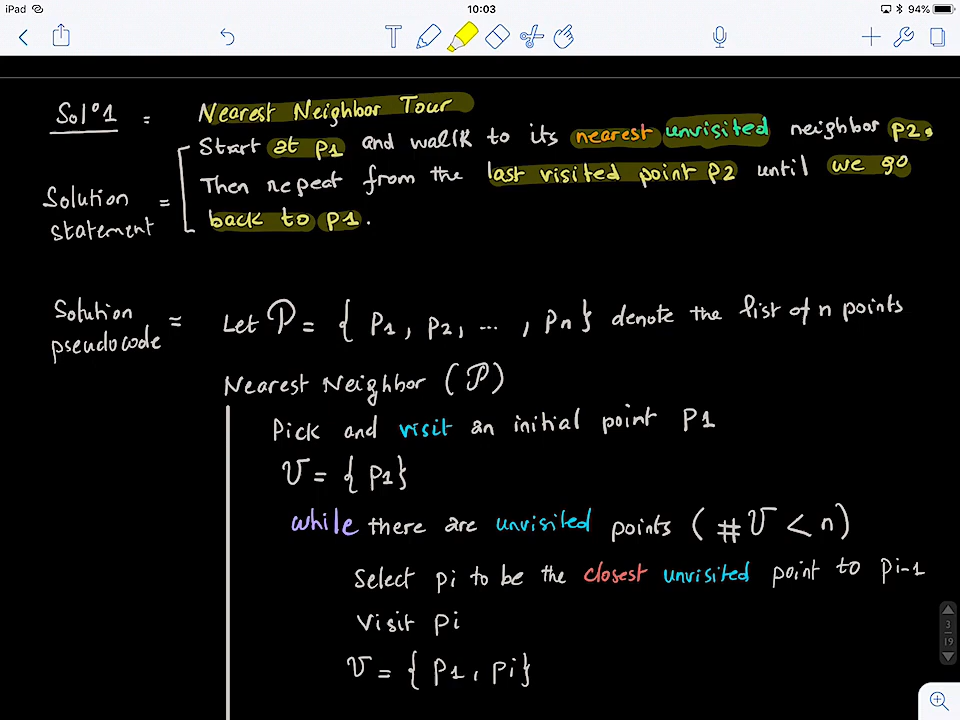 iPad 10:03 94%
Sol°1 = Nearest Neighbor Tour
Start at p1 and walk to its nearest unvisited neighbor p2.
Then repeat from the last visited point p2 until we go
back to p1.
Solution
statement =
Solution
pseudocode =
Let P = { p1, p2, ... , pn} denote the list of n points
Nearest Neighbor (P)
Pick and visit an initial point P1
V = { p1}
while there are unvisited points ( #V < n)
Select pi to be the closest unvisited point to pi-1
Visit pi
V = { p1, pi}
3
19